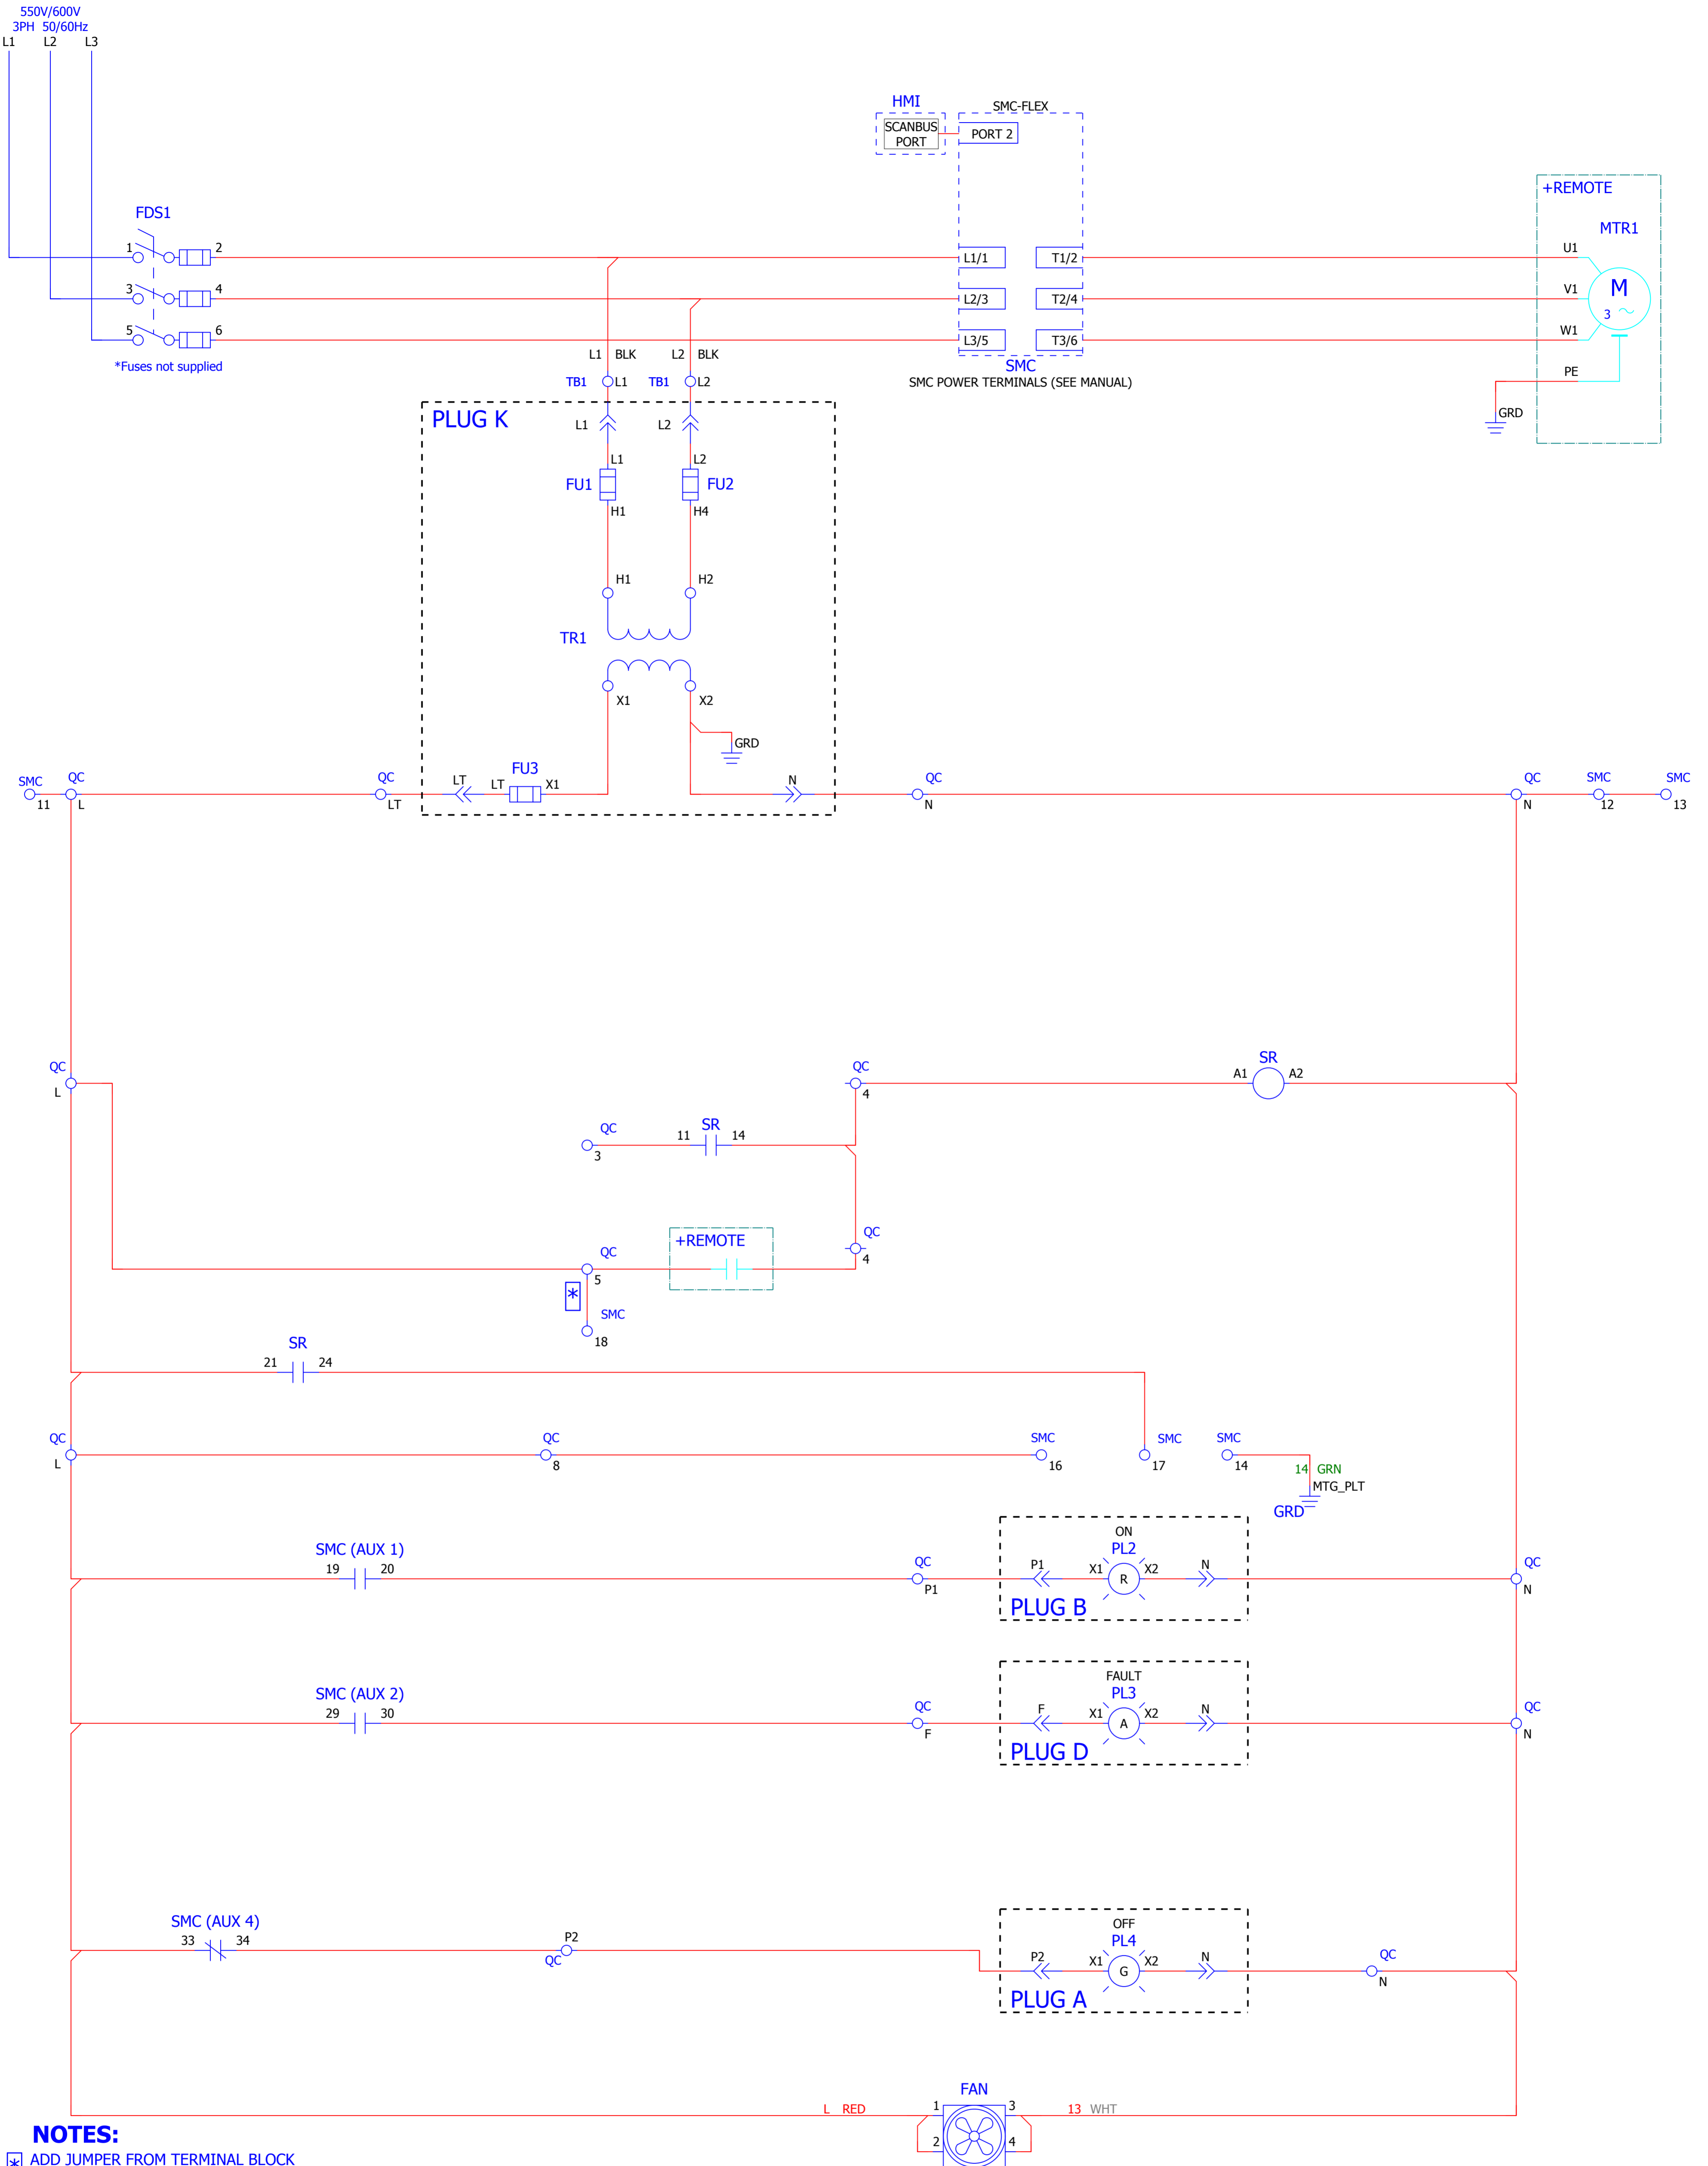 550V/600V
3PH 50/60Hz
L1 L2 L3
HMI
SMC-FLEX
SCANBUS
PORT
PORT 2
+REMOTE
FDS1
MTR1
1 2
L1/1 T1/2
U1
3 4
L2/3 T2/4
V1
M
3
5 6
L3/5 T3/6
W1
*Fuses not supplied
L1 BLK L2 BLK
SMC
PE
TB1 L1 TB1 L2
SMC POWER TERMINALS (SEE MANUAL)
GRD
PLUG K
L1 L2
L1 L2
FU1 FU2
H1 H4
H1 H2
TR1
X1 X2
GRD
SMC QC QC LT LT FU3 X1 N QC QC SMC SMC
11 L LT N N 12 13
QC QC SR
A1 A2
L 4
QC 11 SR 14
3
+REMOTE QC
QC 4
5
*
SMC
18
SR
21 24
QC QC SMC SMC SMC
L 8 16 17 14
14 GRN
MTG_PLT
GRD
ON
SMC (AUX 1) PL2
19 20 QC P1 X1 R X2 N QC
P1 N
PLUG B
FAULT
SMC (AUX 2) PL3
29 30 QC F X1 A X2 N QC
F N
PLUG D
SMC (AUX 4) OFF
33 34 P2 PL4
QC P2 X1 G X2 N QC
N
PLUG A
FAN
L RED 1 3 13 WHT
2 4
NOTES:
* ADD JUMPER FROM TERMINAL BLOCK